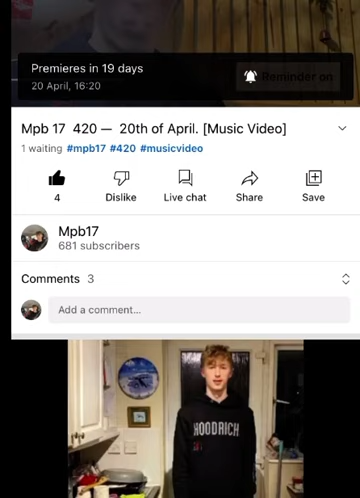 Premieres in 19 days
20 April, 16:20
Reminder on
Mpb 17 420 — 20th of April. [Music Video]
1 waiting #mpb17 #420 #musicvideo
4
Dislike
Live chat
Share
Save
Mpb17
681 subscribers
Comments 3
Add a comment...
HOODRICH